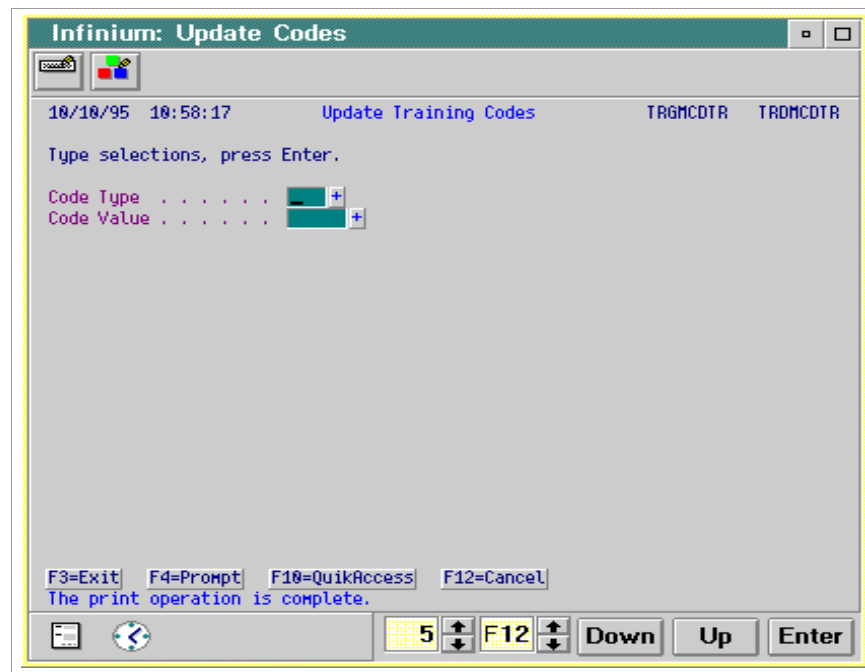 Infinium: Update Codes
10/10/95 10:58:17 Update Training Codes TRGMCDTR TRDMCDTR
Type selections, press Enter.
Code Type . . . . . . _ +
Code Value . . . . . . +
F3=Exit F4=Prompt F10=QuikAccess F12=Cancel
The print operation is complete.
5 F12 Down Up Enter